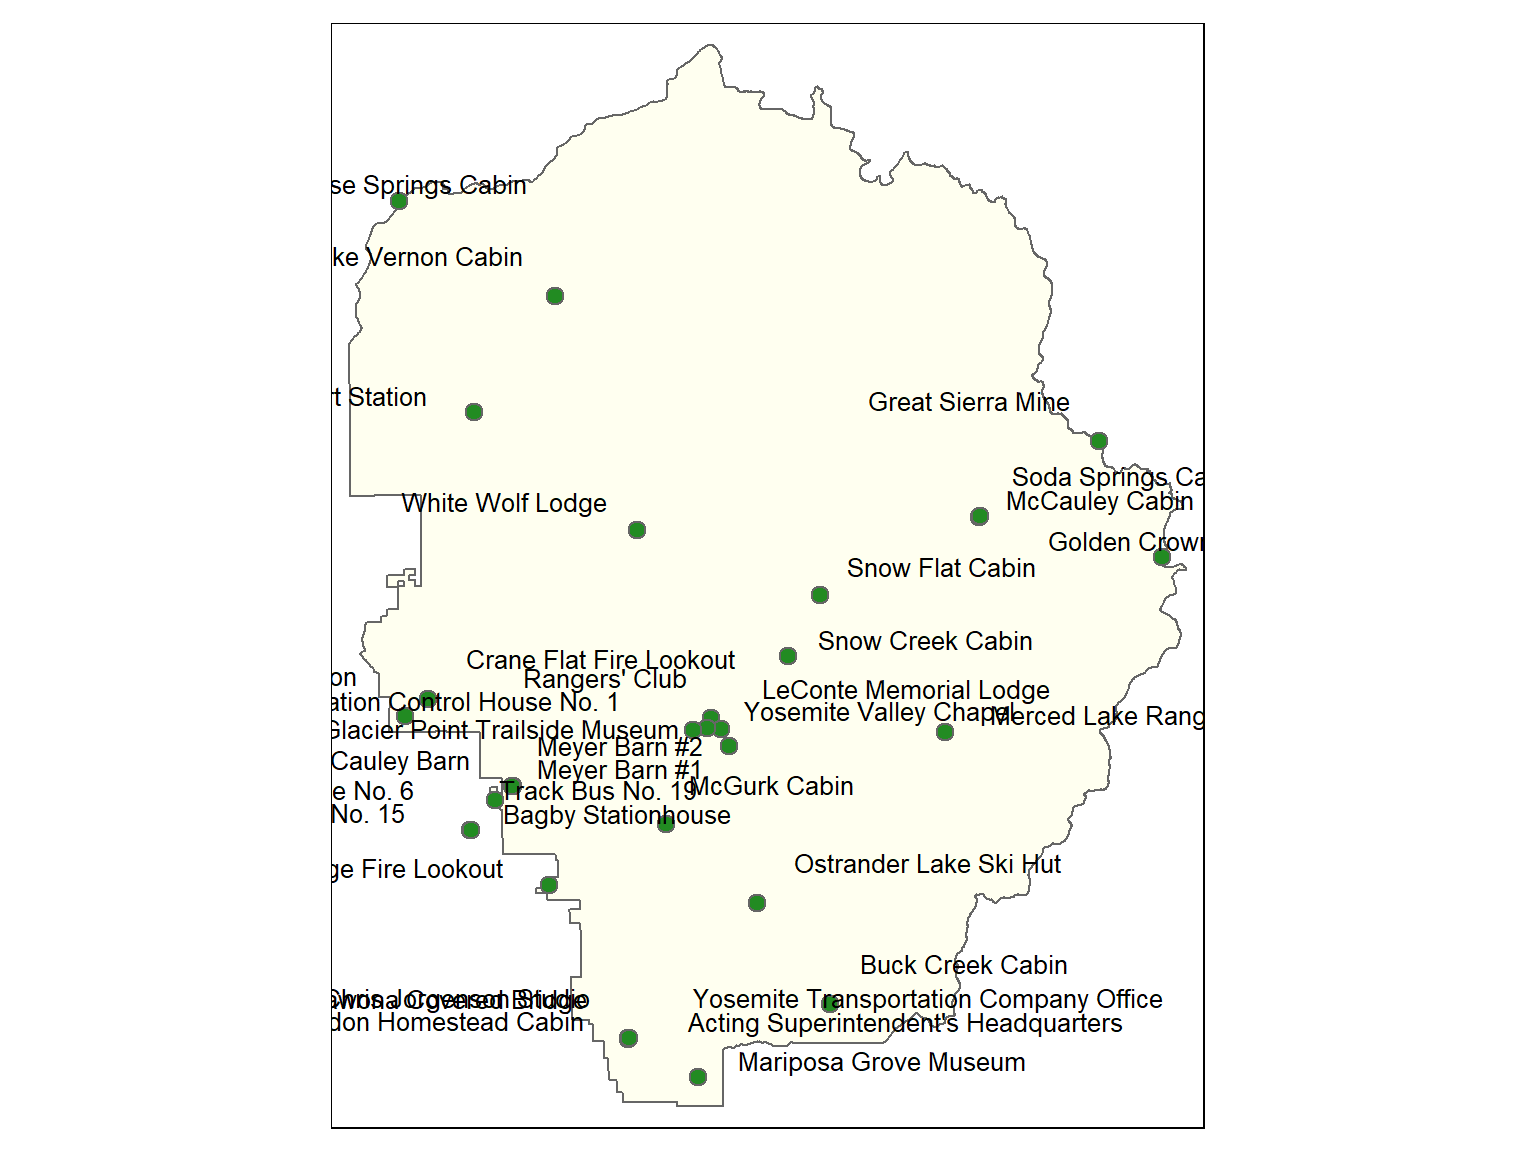 se Springs Cabin
ke Vernon Cabin
t Station
Great Sierra Mine
Soda Springs Ca
White Wolf Lodge
McCauley Cabin
Golden Crown
Snow Flat Cabin
Snow Creek Cabin
Crane Flat Fire Lookout
on
Rangers' Club
LeConte Memorial Lodge
ation Control House No. 1
Yosemite Valley Chapel
Merced Lake Rang
Glacier Point Trailside Museum
Meyer Barn #2
Cauley Barn
Meyer Barn #1
McGurk Cabin
e No. 6
Track Bus No. 19
No. 15
Bagby Stationhouse
Ostrander Lake Ski Hut
ge Fire Lookout
Buck Creek Cabin
Chris Jorgenson Studio
wona Covered Bridge
Yosemite Transportation Company Office
don Homestead Cabin
Acting Superintendent's Headquarters
Mariposa Grove Museum